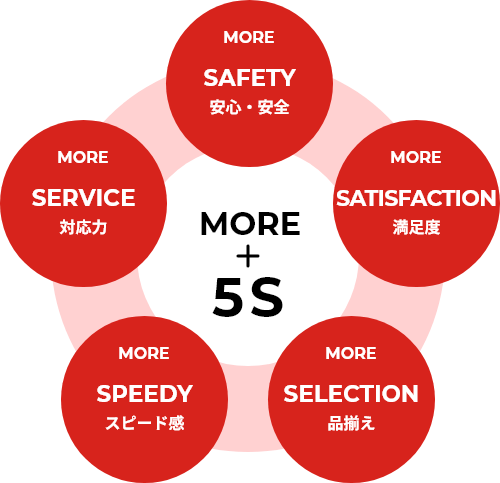 MORE
SAFETY
安心・安全
MORE
SERVICE
対応力
MORE
SATISFACTION
満足度
MORE
+
5S
MORE
SPEEDY
スピード感
MORE
SELECTION
品揃え